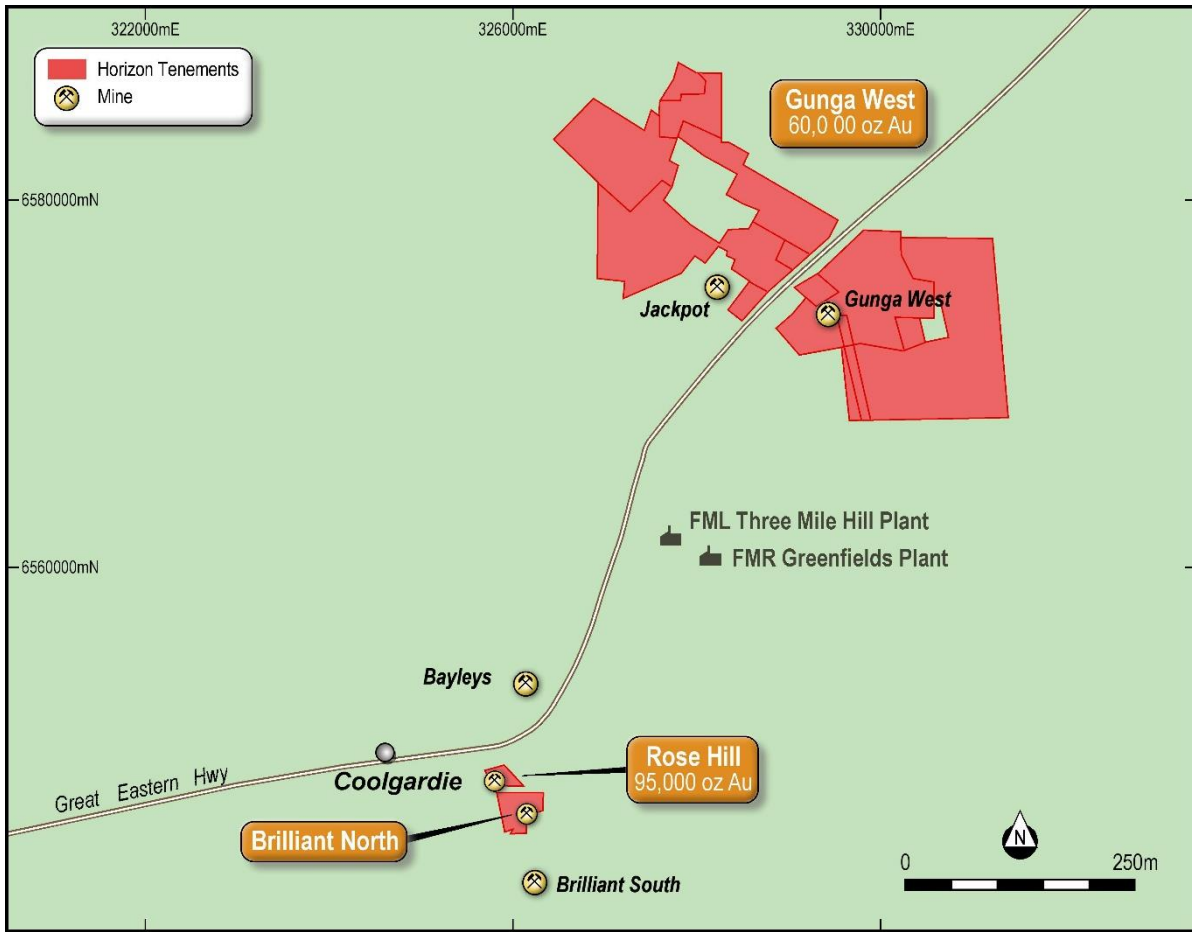 322000mE
326000mE
330000mE
Horizon Tenements
Mine
Gunga West
60,0 00 oz Au
6580000mN
Jackpot
Gunga West
FML Three Mile Hill Plant
FMR Greenfields Plant
6560000mN
Bayleys
Coolgardie
Great Eastern Hwy
Rose Hill
95,000 oz Au
Brilliant North
Brilliant South
N
0
250m